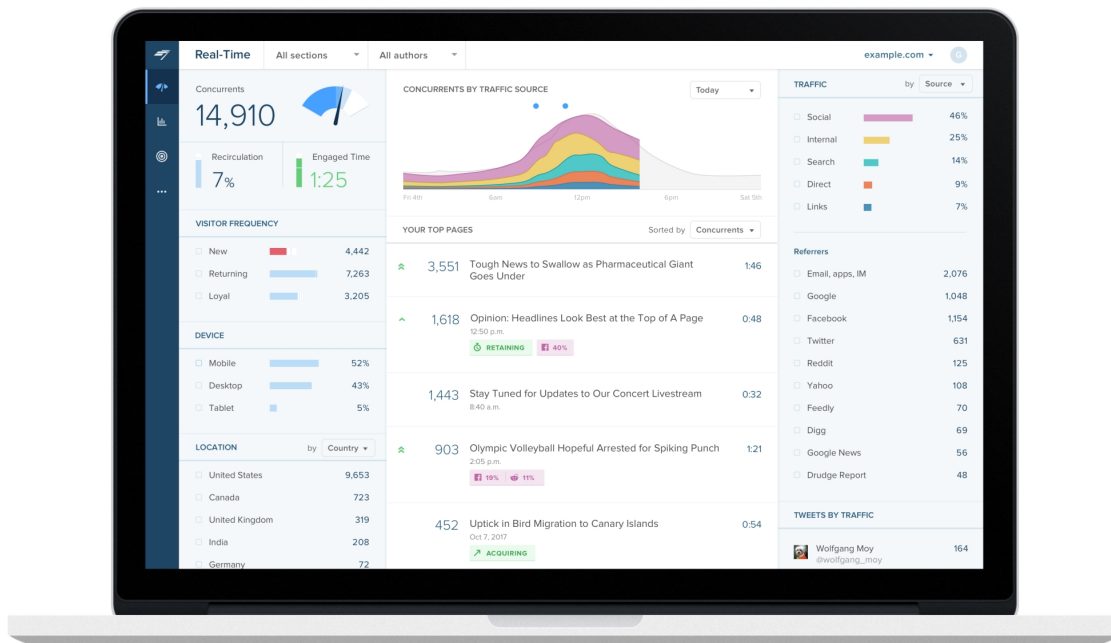 Real-Time
All sections
All authors
example.com
G
Concurrents
14,910
Recirculation
7%
Engaged Time
1:25
VISITOR FREQUENCY
New 4,442
Returning 7,263
Loyal 3,205
DEVICE
Mobile 52%
Desktop 43%
Tablet 5%
LOCATION by Country
United States 9,653
Canada 723
United Kingdom 319
India 208
Germany 72
CONCURRENTS BY TRAFFIC SOURCE
Today
Fri 4th 6am 12pm 6pm Sat 5th
YOUR TOP PAGES Sorted by Concurrents
3,551 Tough News to Swallow as Pharmaceutical Giant 1:46
Goes Under
1,618 Opinion: Headlines Look Best at the Top of A Page 0:48
12:50 p.m.
RETAINING 40%
1,443 Stay Tuned for Updates to Our Concert Livestream 0:32
8:40 a.m.
903 Olympic Volleyball Hopeful Arrested for Spiking Punch 1:21
2:05 p.m.
19% 11%
452 Uptick in Bird Migration to Canary Islands 0:54
Oct 7, 2017
ACQUIRING
TRAFFIC by Source
Social 46%
Internal 25%
Search 14%
Direct 9%
Links 7%
Referrers
Email, apps, IM 2,076
Google 1,048
Facebook 1,154
Twitter 631
Reddit 125
Yahoo 108
Feedly 70
Digg 69
Google News 56
Drudge Report 48
TWEETS BY TRAFFIC
Wolfgang Moy 164
@wolfgang_moy